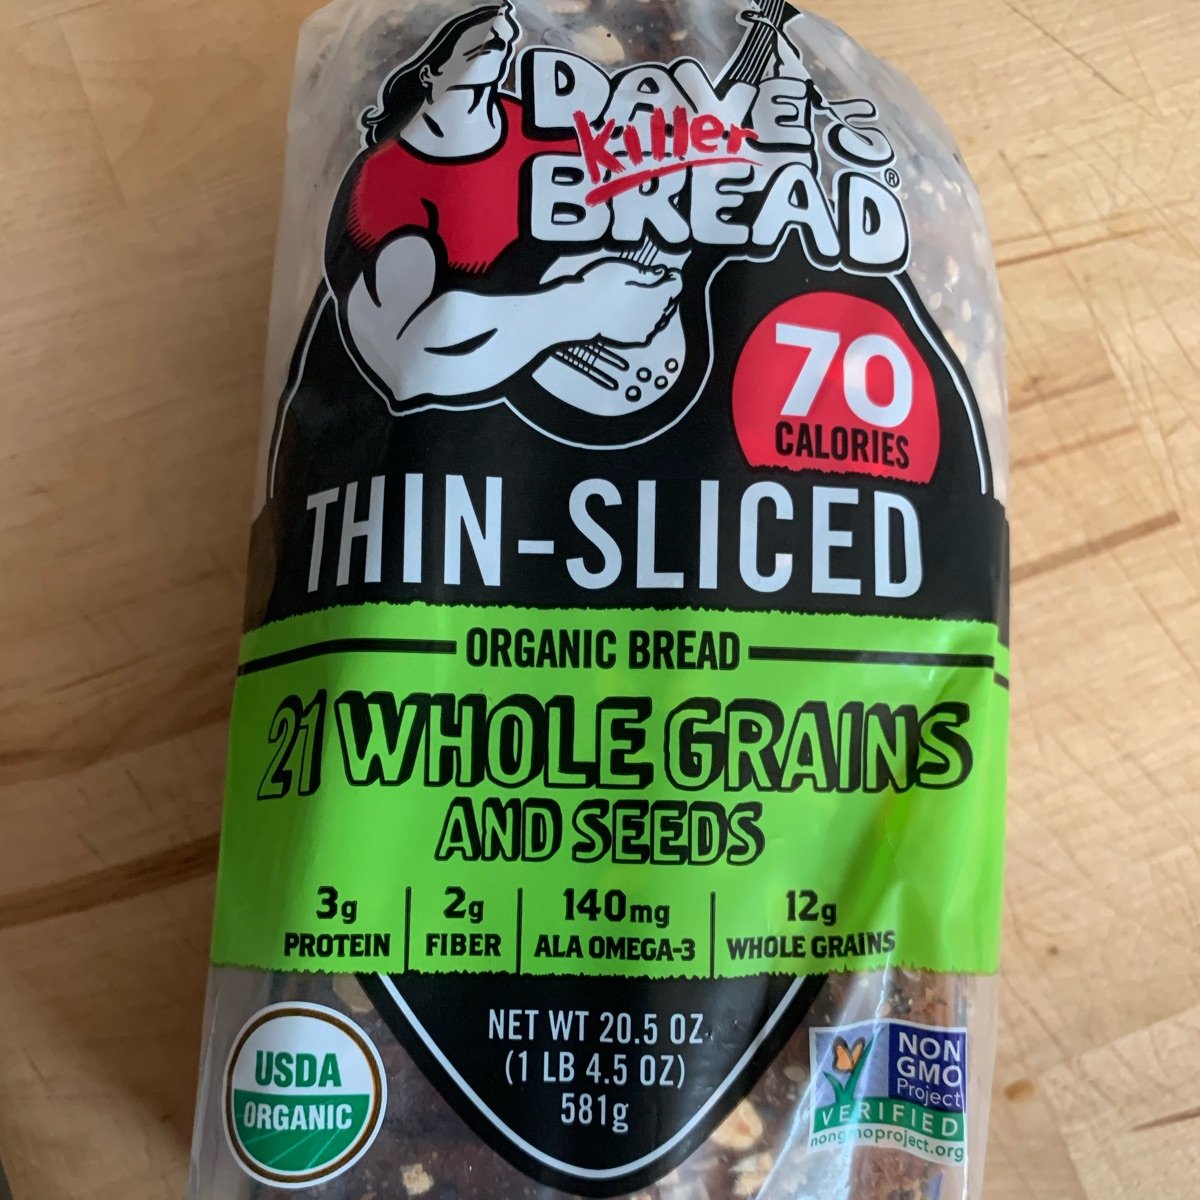 DAVE'S
Killer
BREAD®
70
CALORIES
THIN-SLICED
ORGANIC BREAD
21 WHOLE GRAINS
AND SEEDS
3g
PROTEIN
2g
FIBER
140mg
ALA OMEGA-3
12g
WHOLE GRAINS
NET WT 20.5 OZ.
(1 LB 4.5 OZ)
581g
USDA
ORGANIC
NON
GMO
Project
VERIFIED
nongmoproject.org